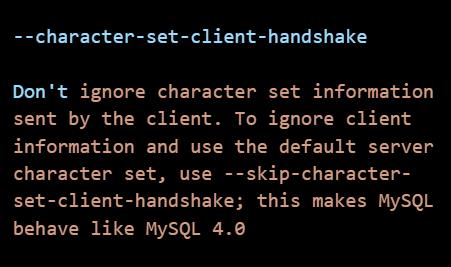 --character-set-client-handshake
Don't ignore character set information
sent by the client. To ignore client
information and use the default server
character set, use --skip-character-
set-client-handshake; this makes MySQL
behave like MySQL 4.0